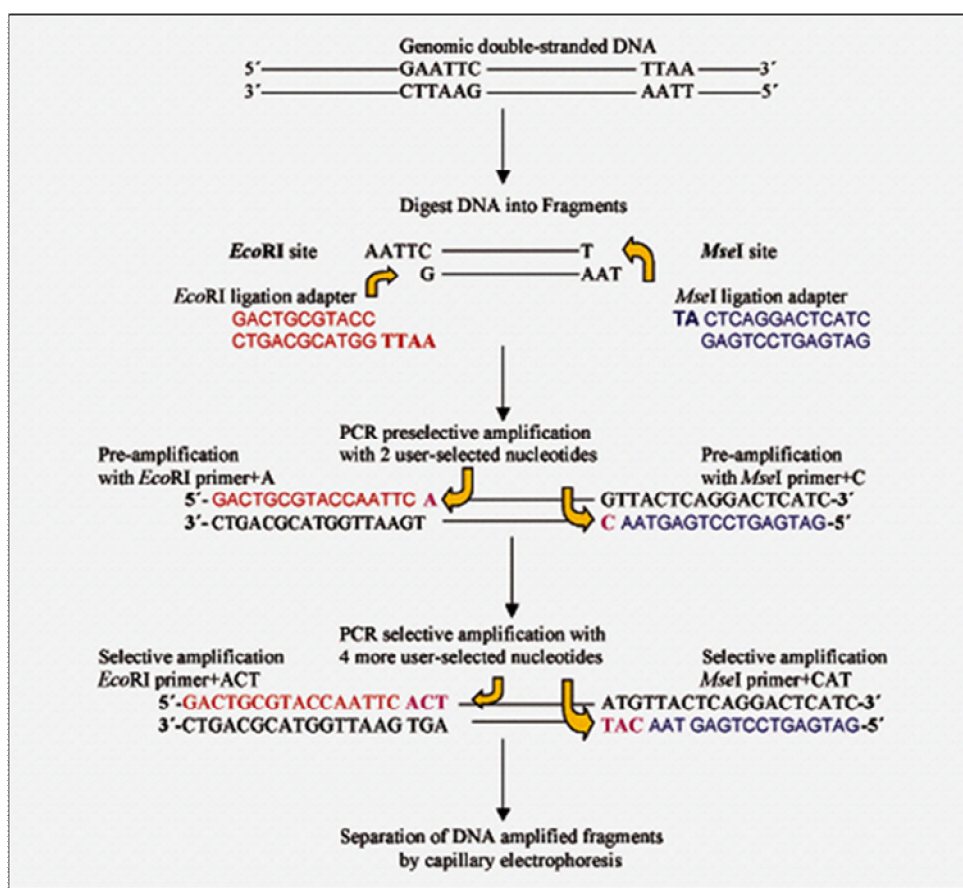 Genomic double-stranded DNA
5´ GAATTC TTAA 3´
3´ CTTAAG AATT 5´
Digest DNA into Fragments
EcoRI site AATTC T MseI site
G AAT
EcoRI ligation adapter MseI ligation adapter
GACTGCGTACC TA CTCAGGACTCATC
CTGACGCATGG TTAA GAGTCCTGAGTAG
PCR preselective amplification
with 2 user-selected nucleotides
Pre-amplification Pre-amplification
with EcoRI primer+A with MseI primer+C
5´- GACTGCGTACCAATTC A GTTACTCAGGACTCATC-3´
3´- CTGACGCATGGTTAAGT C AATGAGTCCTGAGTAG-5´
PCR selective amplification with
4 more user-selected nucleotides
Selective amplification Selective amplification
EcoRI primer+ACT MseI primer+CAT
5´-GACTGCGTACCAATTC ACT ATGTTACTCAGGACTCATC-3´
3´-CTGACGCATGGTTAAG TGA TAC AAT GAGTCCTGAGTAG-5´
Separation of DNA amplified fragments
by capillary electrophoresis